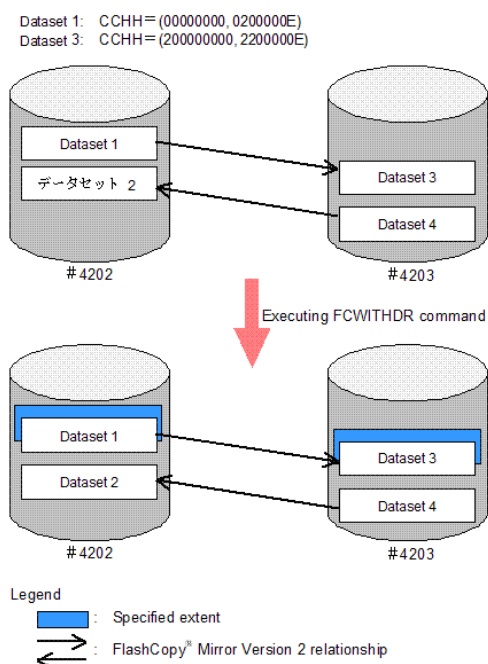 Dataset 1: CCHH=(00000000, 0200000E)
Dataset 3: CCHH=(200000000, 2200000E)
Dataset 1
データセット 2
Dataset 3
Dataset 4
#4202
#4203
Executing FCWITHDR command
Dataset 1
Dataset 2
Dataset 3
Dataset 4
#4202
#4203
Legend
: Specified extent
: FlashCopy® Mirror Version 2 relationship